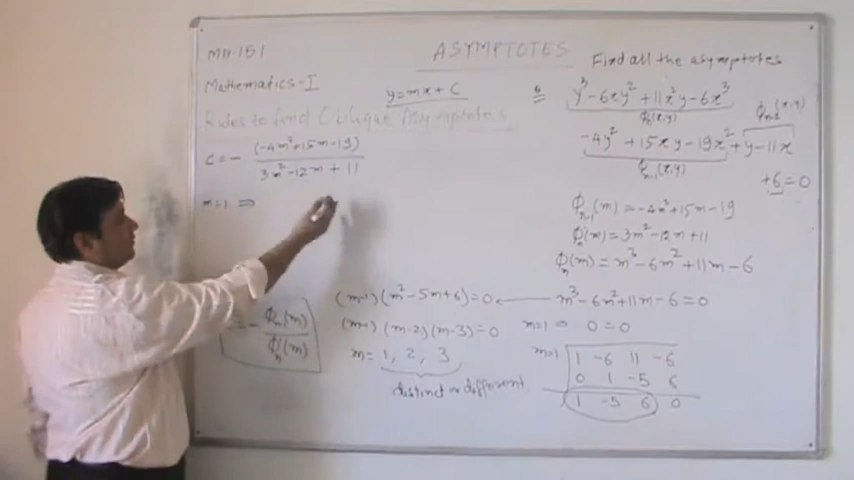 MA-151
Mathematics-I
ASYMPTOTES
Find all the asymptotes
y = mx + c
Rules to find Oblique Asymptotes
y³ - 6xy² + 11x²y - 6x³
φₙ(x,y)
φₙ₋₂(x,y)
-4y² + 15xy - 19x² + y - 11x
φₙ₋₁(x,y)
+6 = 0
c = - (-4m² + 15m - 19)
3m² - 12m + 11
m=1 ⇒
φₙ₋₁(m) = -4m² + 15m - 19
φₙ'(m) = 3m² - 12m + 11
φₙ(m) = m³ - 6m² + 11m - 6
(m-1)(m² - 5m + 6) = 0 ← m³ - 6m² + 11m - 6 = 0
(m-1)(m-2)(m-3) = 0
m=1 ⇒ 0=0
m = 1, 2, 3
distinct or different
m=1
1 -6 11 -6
0 1 -5 6
1 -5 6 0